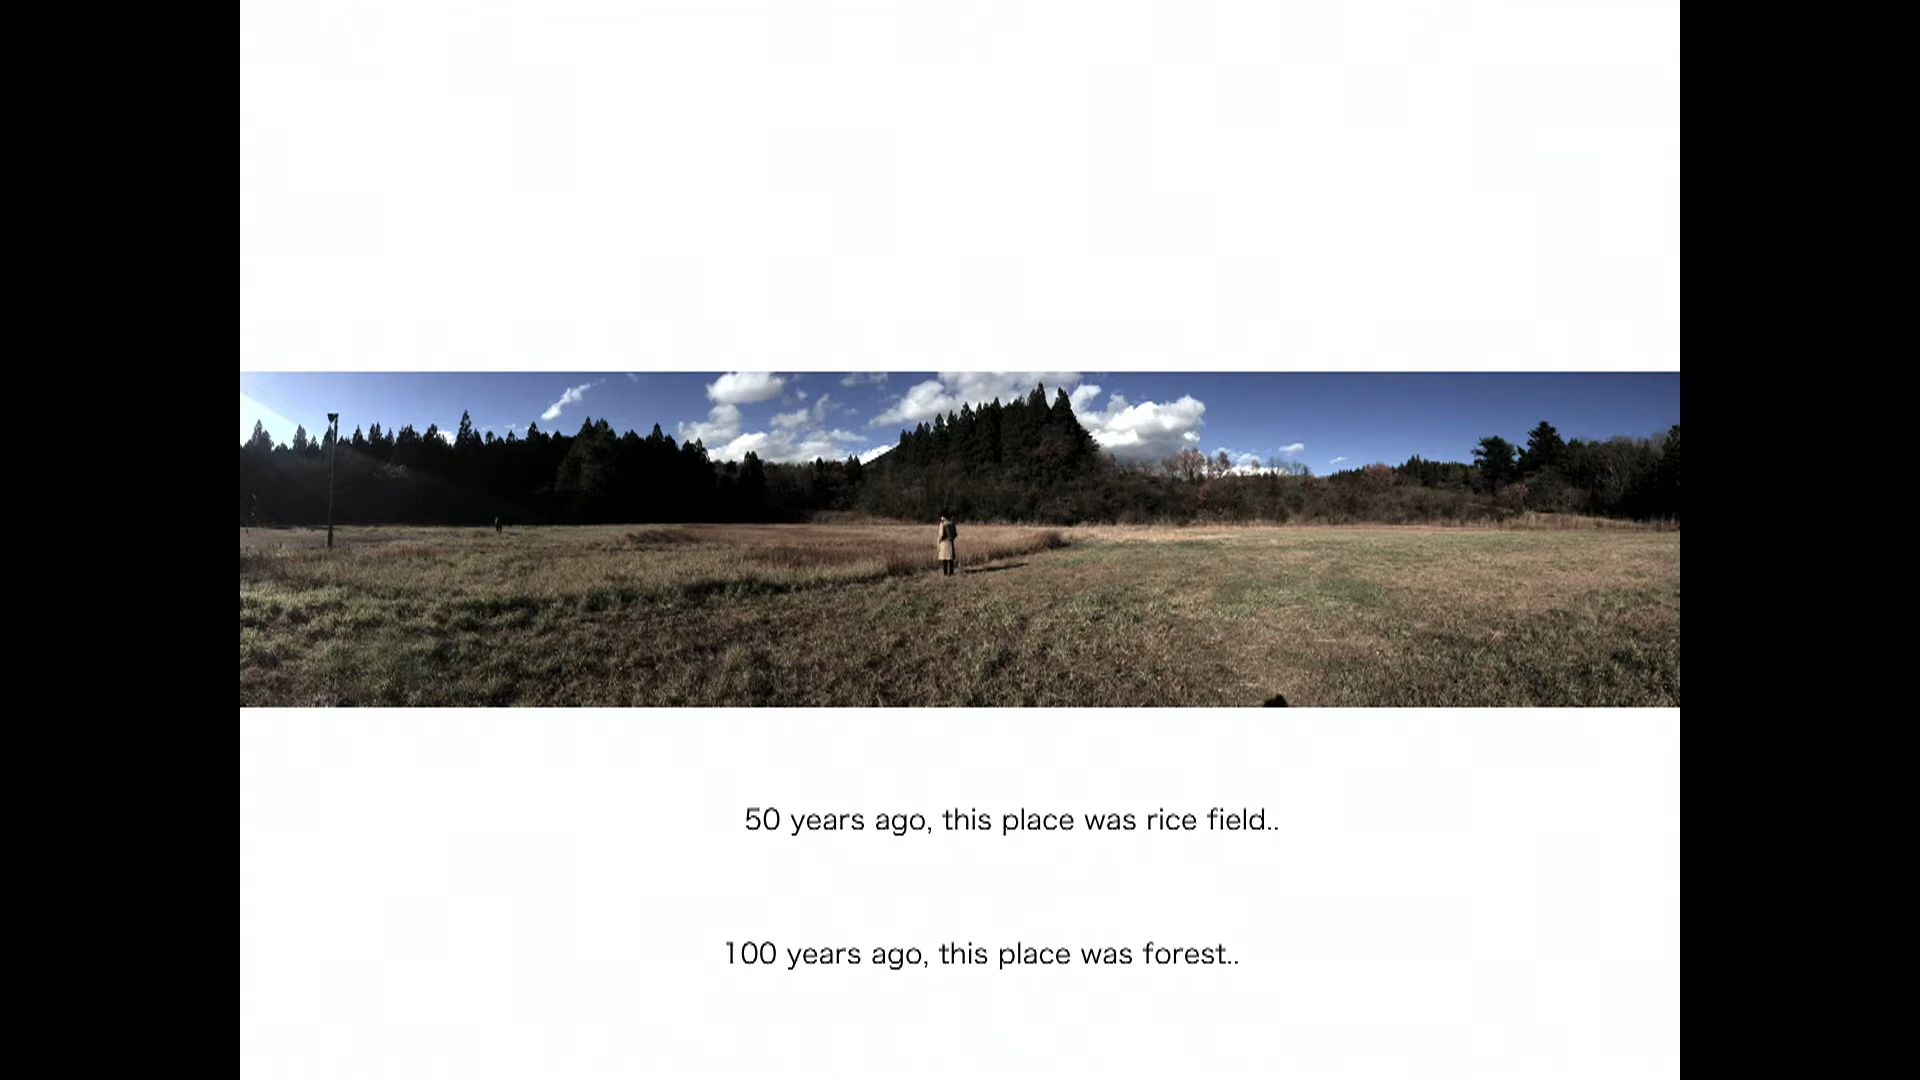 50 years ago, this place was rice field..
100 years ago, this place was forest..